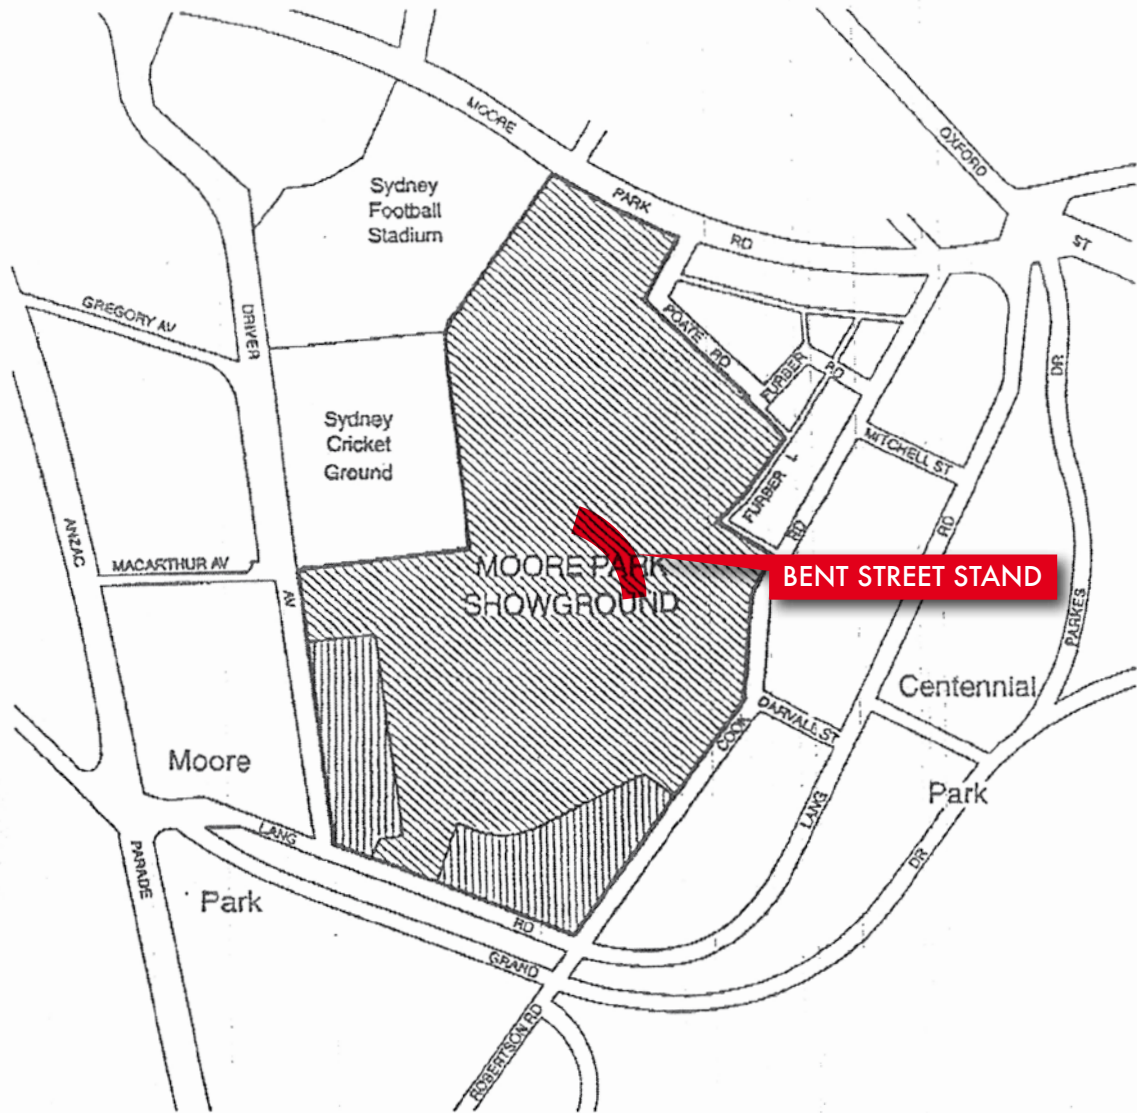 MOORE
PARK
RD
OXFORD
ST
Sydney
Football
Stadium
GREGORY AV
DRIVER
POATE RD
FURBER
RD
DR
Sydney
Cricket
Ground
MITCHELL ST
FURBER L
RD
RD
ANZAC
MACARTHUR AV
AV
MOORE PARK
SHOWGROUND
BENT STREET STAND
PARKES
Centennial
DARVALL ST
COOK
Moore
Park
LANG
LANG
PARADE
DR
Park
RD
GRAND
ROBERTSON RD